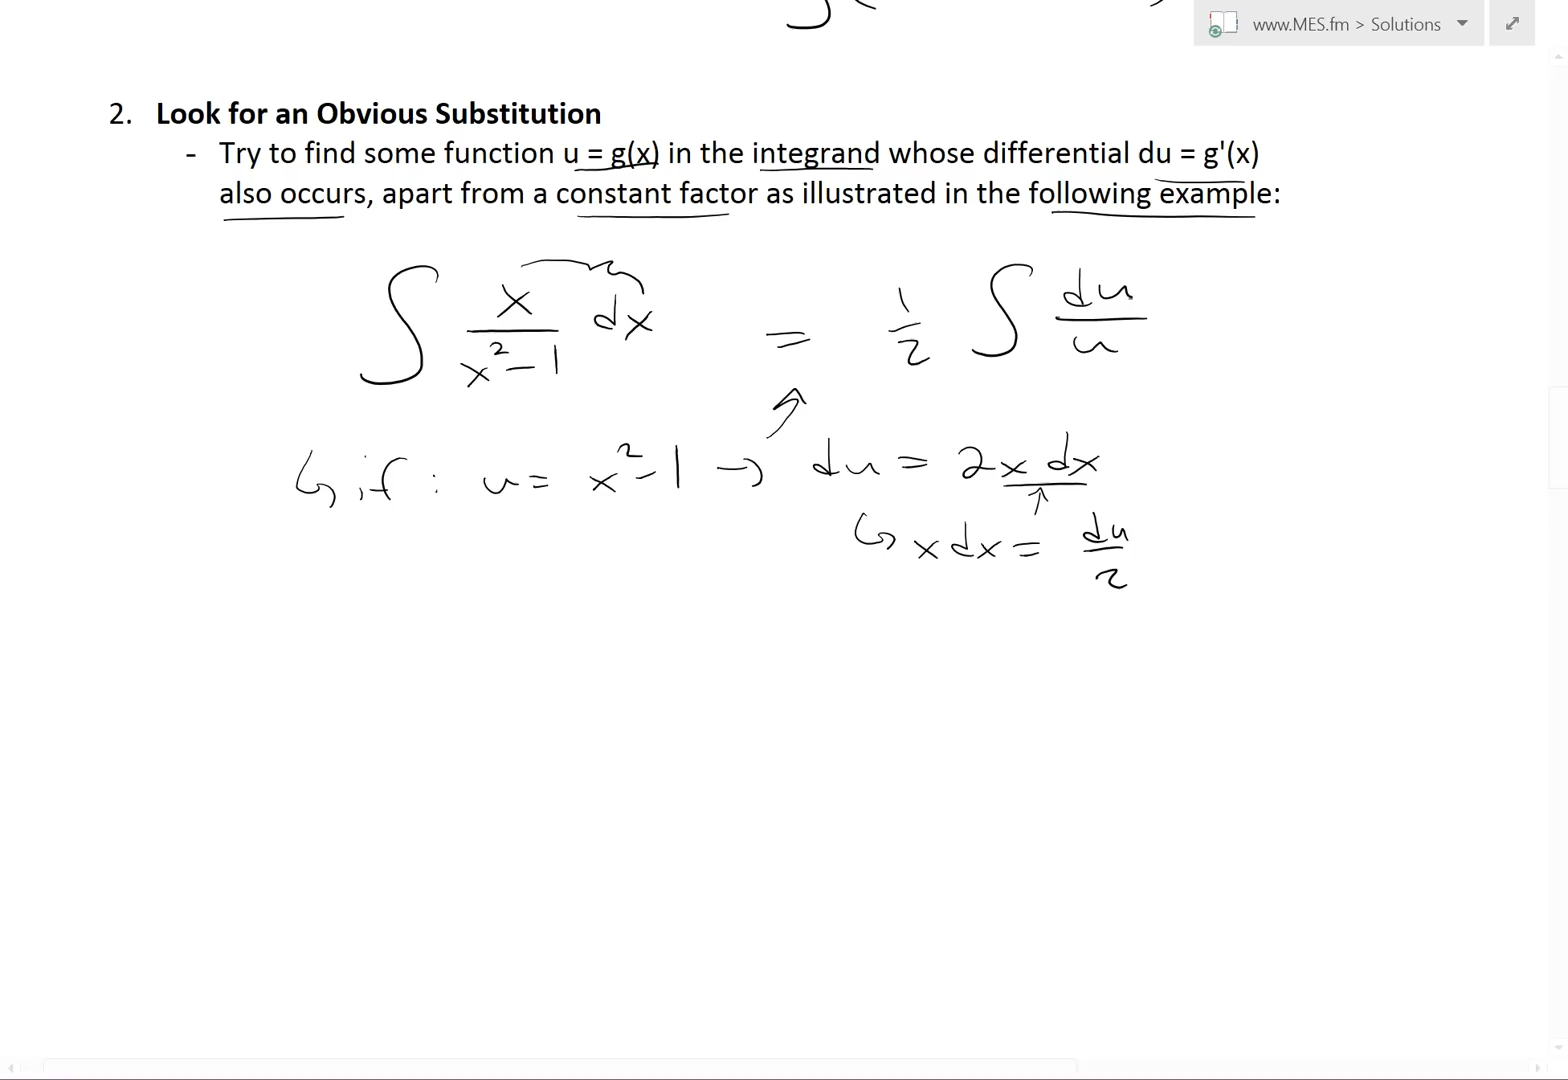 www.MES.fm > Solutions
2. Look for an Obvious Substitution
- Try to find some function u = g(x) in the integrand whose differential du = g'(x)
also occurs, apart from a constant factor as illustrated in the following example:
∫ x/(x² - 1) dx = 1/2 ∫ du/u
↳ if : u = x² - 1 → du = 2x dx
↳ x dx = du/2